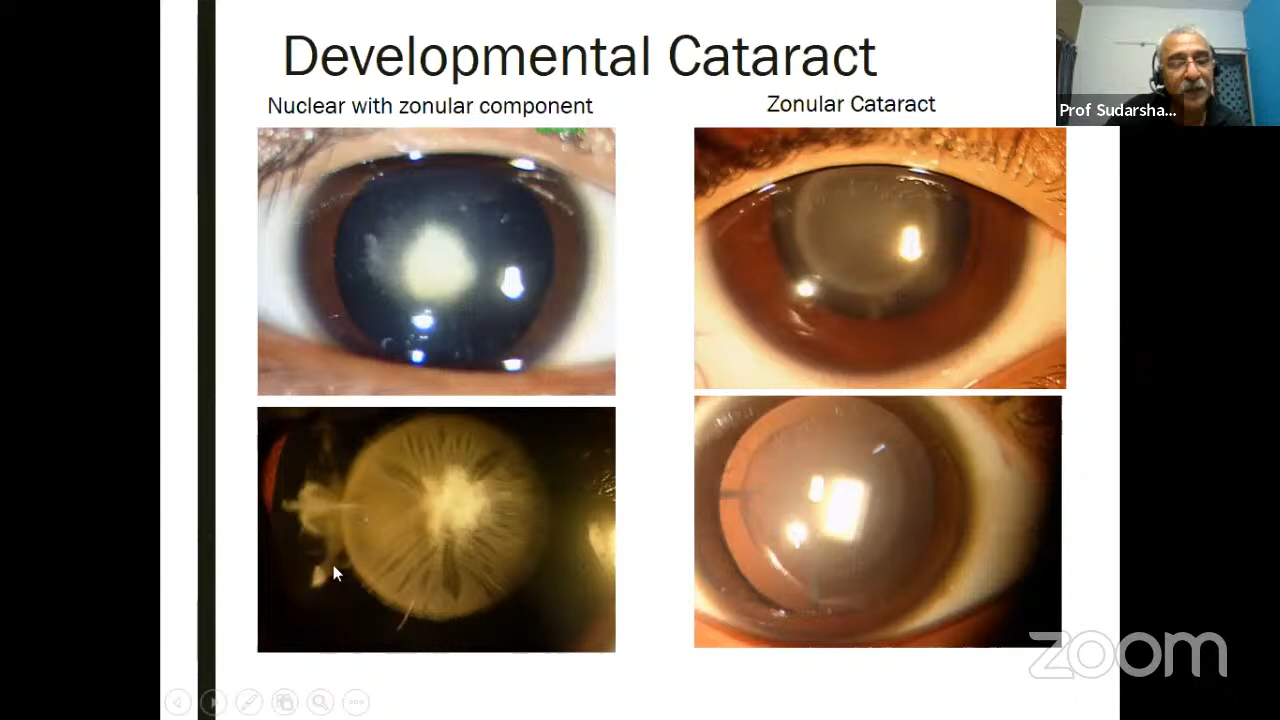 Developmental Cataract
Nuclear with zonular component
Zonular Cataract
Prof Sudarsha...
zoom